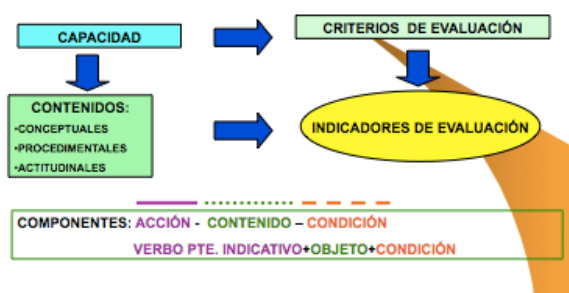 CAPACIDAD
CRITERIOS DE EVALUACIÓN
CONTENIDOS:
•CONCEPTUALES
•PROCEDIMENTALES
•ACTITUDINALES
INDICADORES DE EVALUACIÓN
COMPONENTES: ACCIÓN - CONTENIDO – CONDICIÓN
VERBO PTE. INDICATIVO+OBJETO+CONDICIÓN